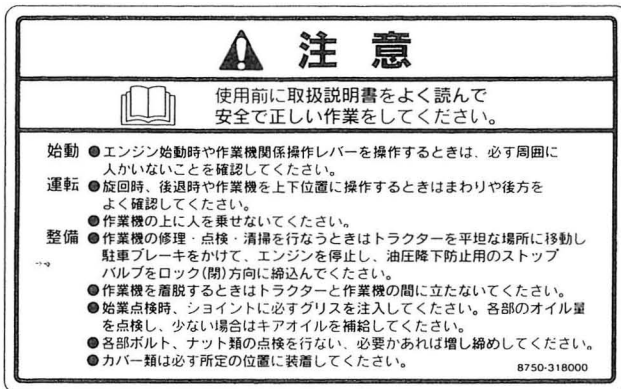 注意
使用前に取扱説明書をよく読んで
安全で正しい作業をしてください。
始動 ●エンジン始動時や作業機関係操作レバーを操作するときは、必ず周囲に
人がいないことを確認してください。
運転 ●旋回時、後退時や作業機を上下位置に操作するときはまわりや後方を
よく確認してください。
●作業機の上に人を乗せないでください。
整備 ●作業機の修理・点検・清掃を行なうときはトラクターを平坦な場所に移動し
駐車ブレーキをかけて、エンジンを停止し、油圧降下防止用のストップ
バルブをロック(閉)方向に締込んでください。
●作業機を着脱するときはトラクターと作業機の間に立たないでください。
●始業点検時、ジョイントに必ずグリスを注入してください。各部のオイル量
を点検し、少ない場合はギアオイルを補給してください。
●各部ボルト、ナット類の点検を行ない、必要があれば増し締めしてください。
●カバー類は必ず所定の位置に装着してください。
8750-318000